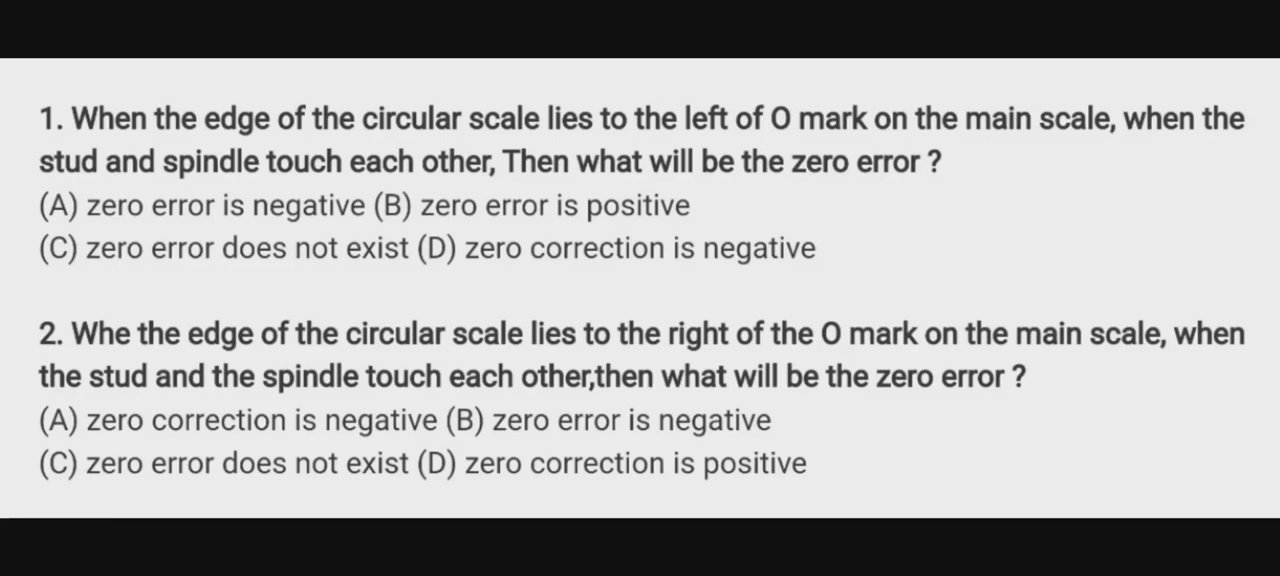 1. When the edge of the circular scale lies to the left of O mark on the main scale, when the
stud and spindle touch each other, Then what will be the zero error ?
(A) zero error is negative (B) zero error is positive
(C) zero error does not exist (D) zero correction is negative
2. Whe the edge of the circular scale lies to the right of the O mark on the main scale, when
the stud and the spindle touch each other,then what will be the zero error ?
(A) zero correction is negative (B) zero error is negative
(C) zero error does not exist (D) zero correction is positive